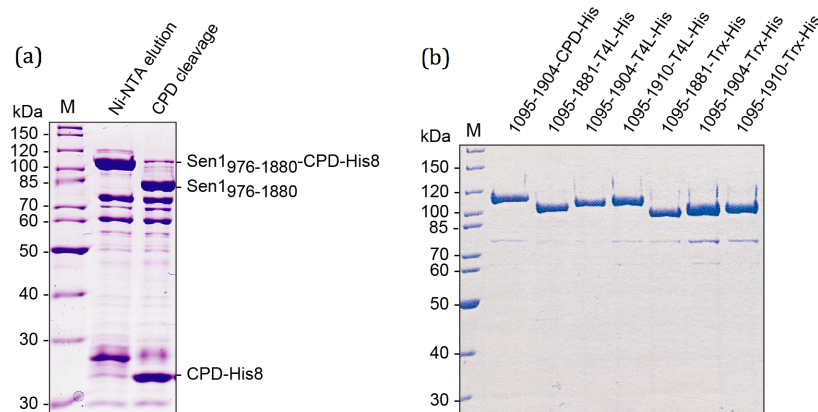 (a)
Ni-NTA elution
CPD cleavage
kDa
M
150
120
100
85
70
60
50
40
30
30
Sen1976-1880-CPD-His8
Sen1976-1880
CPD-His8
(b)
1095-1904-CPD-His
1095-1881-T4L-His
1095-1904-T4L-His
1095-1910-T4L-His
1095-1881-Trx-His
1095-1904-Trx-His
1095-1910-Trx-His
kDa
M
150
120
100
85
70
60
50
40
30